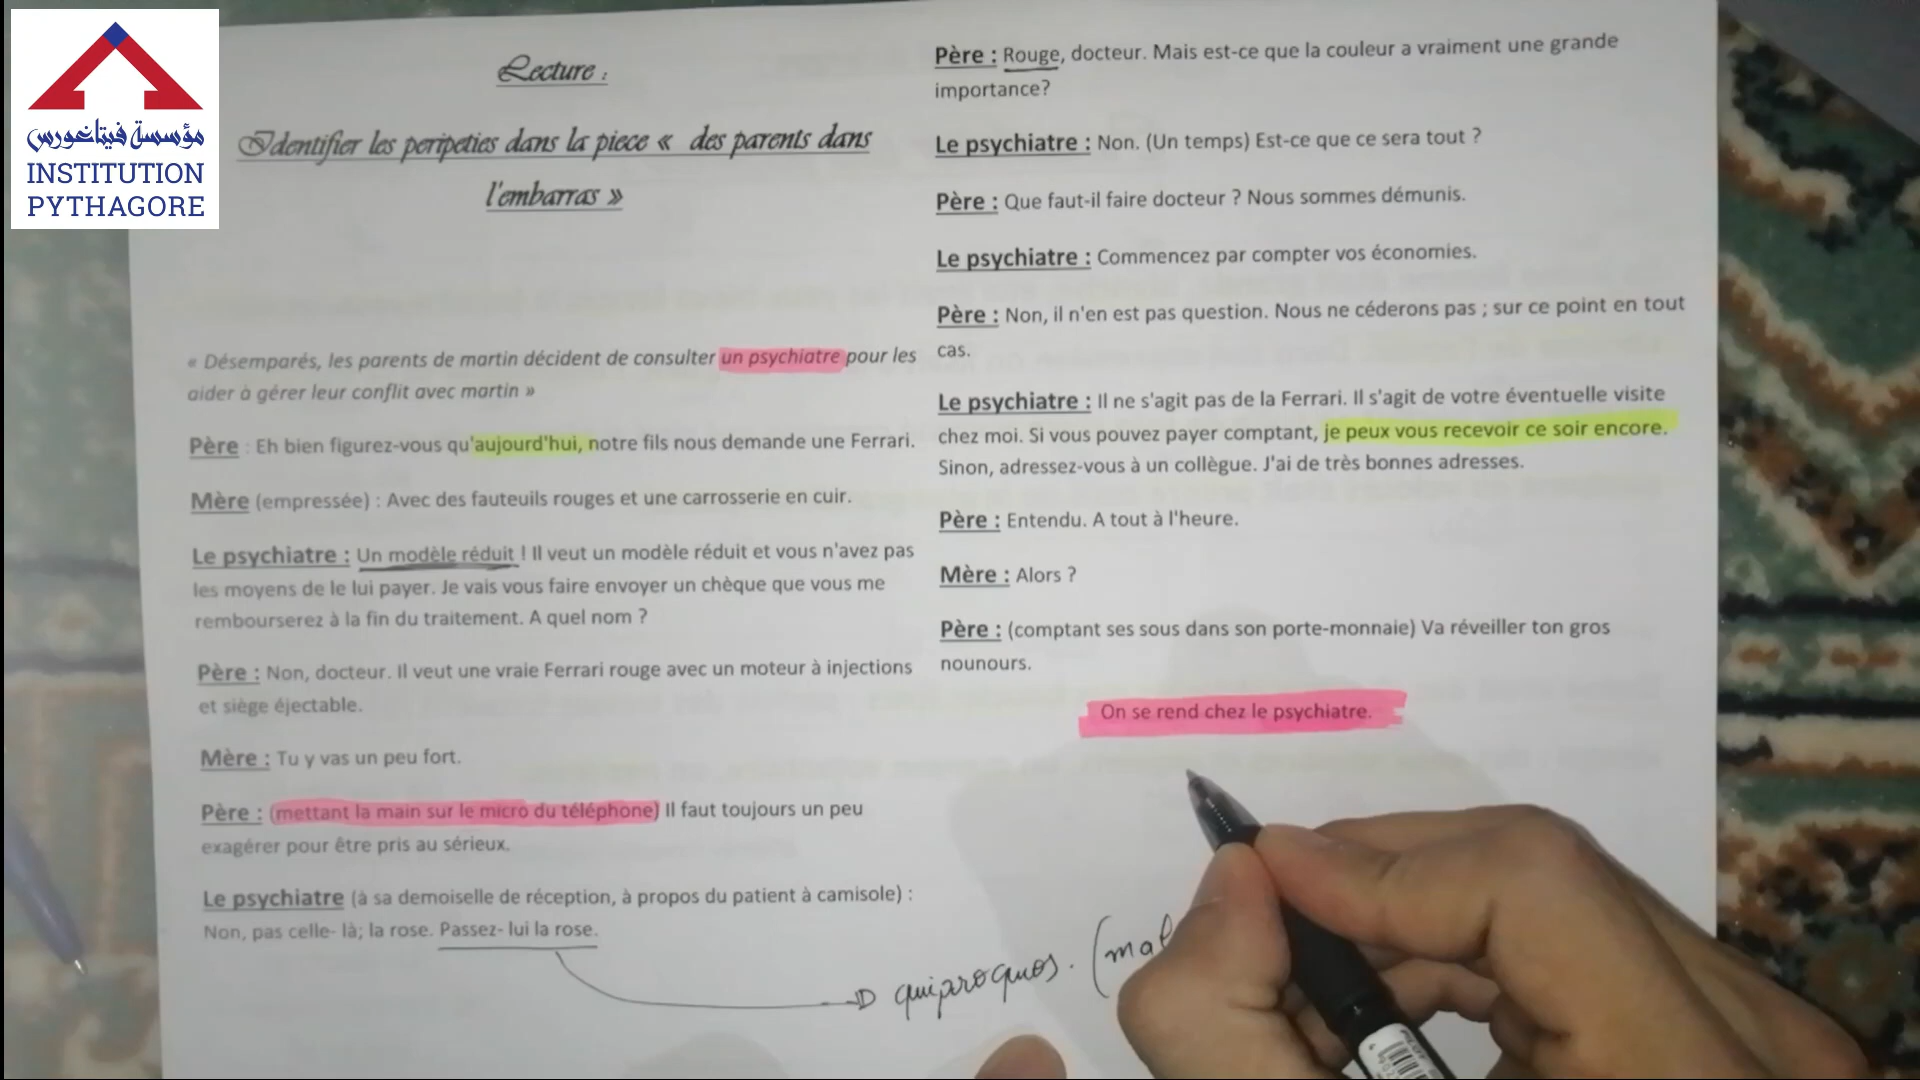 مؤسسة فيتاغورس
INSTITUTION
PYTHAGORE
Lecture :
Identifier les peripeties dans la piece « des parents dans
l'embarras »
« Désemparés, les parents de martin décident de consulter un psychiatre pour les
aider à gérer leur conflit avec martin »
Père : Eh bien figurez-vous qu'aujourd'hui, notre fils nous demande une Ferrari.
Mère (empressée) : Avec des fauteuils rouges et une carrosserie en cuir.
Le psychiatre : Un modèle réduit ! Il veut un modèle réduit et vous n'avez pas
les moyens de le lui payer. Je vais vous faire envoyer un chèque que vous me
rembourserez à la fin du traitement. A quel nom ?
Père : Non, docteur. Il veut une vraie Ferrari rouge avec un moteur à injections
et siège éjectable.
Mère : Tu y vas un peu fort.
Père : (mettant la main sur le micro du téléphone) Il faut toujours un peu
exagérer pour être pris au sérieux.
Le psychiatre (à sa demoiselle de réception, à propos du patient à camisole) :
Non, pas celle- là; la rose. Passez- lui la rose.
Père : Rouge, docteur. Mais est-ce que la couleur a vraiment une grande
importance?
Le psychiatre : Non. (Un temps) Est-ce que ce sera tout ?
Père : Que faut-il faire docteur ? Nous sommes démunis.
Le psychiatre : Commencez par compter vos économies.
Père : Non, il n'en est pas question. Nous ne céderons pas ; sur ce point en tout
cas.
Le psychiatre : Il ne s'agit pas de la Ferrari. Il s'agit de votre éventuelle visite
chez moi. Si vous pouvez payer comptant, je peux vous recevoir ce soir encore.
Sinon, adressez-vous à un collègue. J'ai de très bonnes adresses.
Père : Entendu. A tout à l'heure.
Mère : Alors ?
Père : (comptant ses sous dans son porte-monnaie) Va réveiller ton gros
nounours.
On se rend chez le psychiatre.
quiproquos. (mal